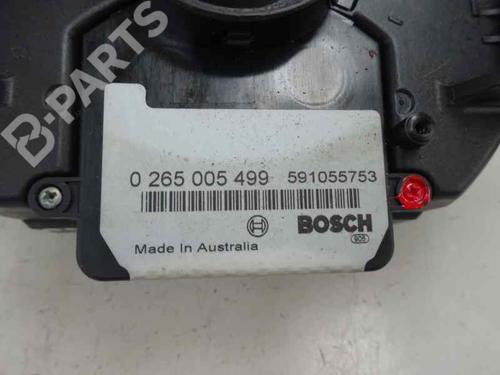 B-PARTS
0 265 005 499 591055753
BOSCH
Made In Australia